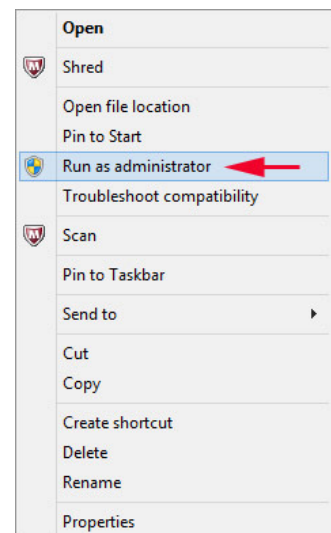 Open
Shred
Open file location
Pin to Start
Run as administrator
Troubleshoot compatibility
Scan
Pin to Taskbar
Send to
Cut
Copy
Create shortcut
Delete
Rename
Properties